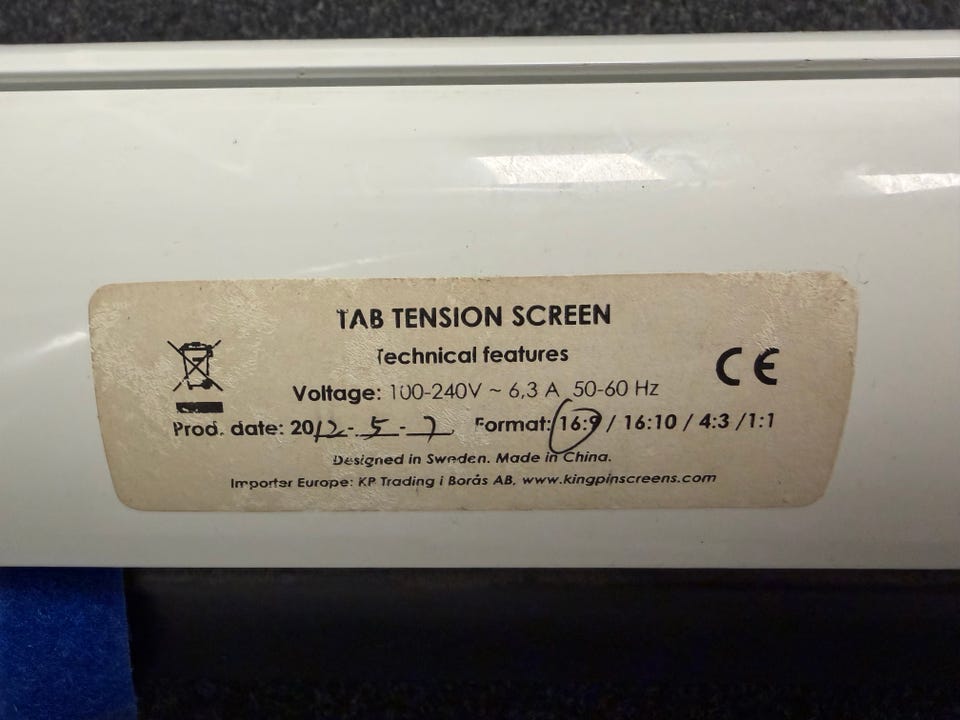 TAB TENSION SCREEN
Technical features
CE
Voltage: 100-240V ~ 6,3 A 50-60 Hz
Prod. date: 2012-5-7 Format: 16:9 / 16:10 / 4:3 /1:1
Designed in Sweden. Made in China.
Importer Europe: KP Trading i Borås AB, www.kingpinscreens.com